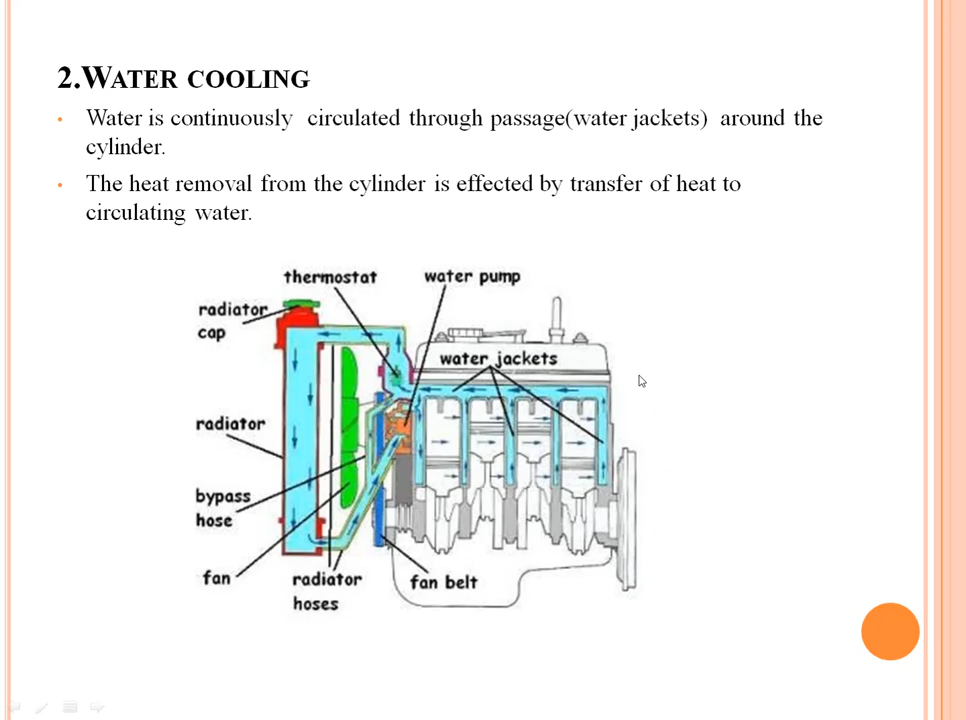 2.WATER COOLING
Water is continuously circulated through passage(water jackets) around the
cylinder.
The heat removal from the cylinder is effected by transfer of heat to
circulating water.
thermostat
water pump
radiator
cap
water jackets
radiator
bypass
hose
fan
radiator
hoses
fan belt